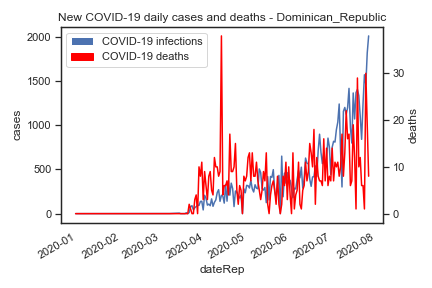 New COVID-19 daily cases and deaths - Dominican_Republic
COVID-19 infections
COVID-19 deaths
2000
1500
1000
500
0
cases
30
20
10
0
deaths
2020-01
2020-02
2020-03
2020-04
2020-05
2020-06
2020-07
2020-08
dateRep